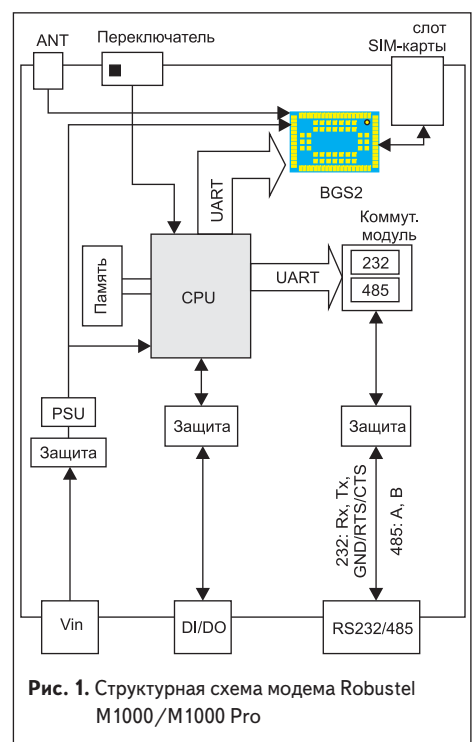 ANT
Переключатель
слот
SIM-карты
BGS2
UART
Коммут.
модуль
232
485
Память
CPU
UART
PSU
Защита
Защита
Защита
232: Rx, Tx,
GND/RTS/CTS
485: A, B
Vin
DI/DO
RS232/485
Рис. 1. Структурная схема модема Robustel
M1000/M1000 Pro